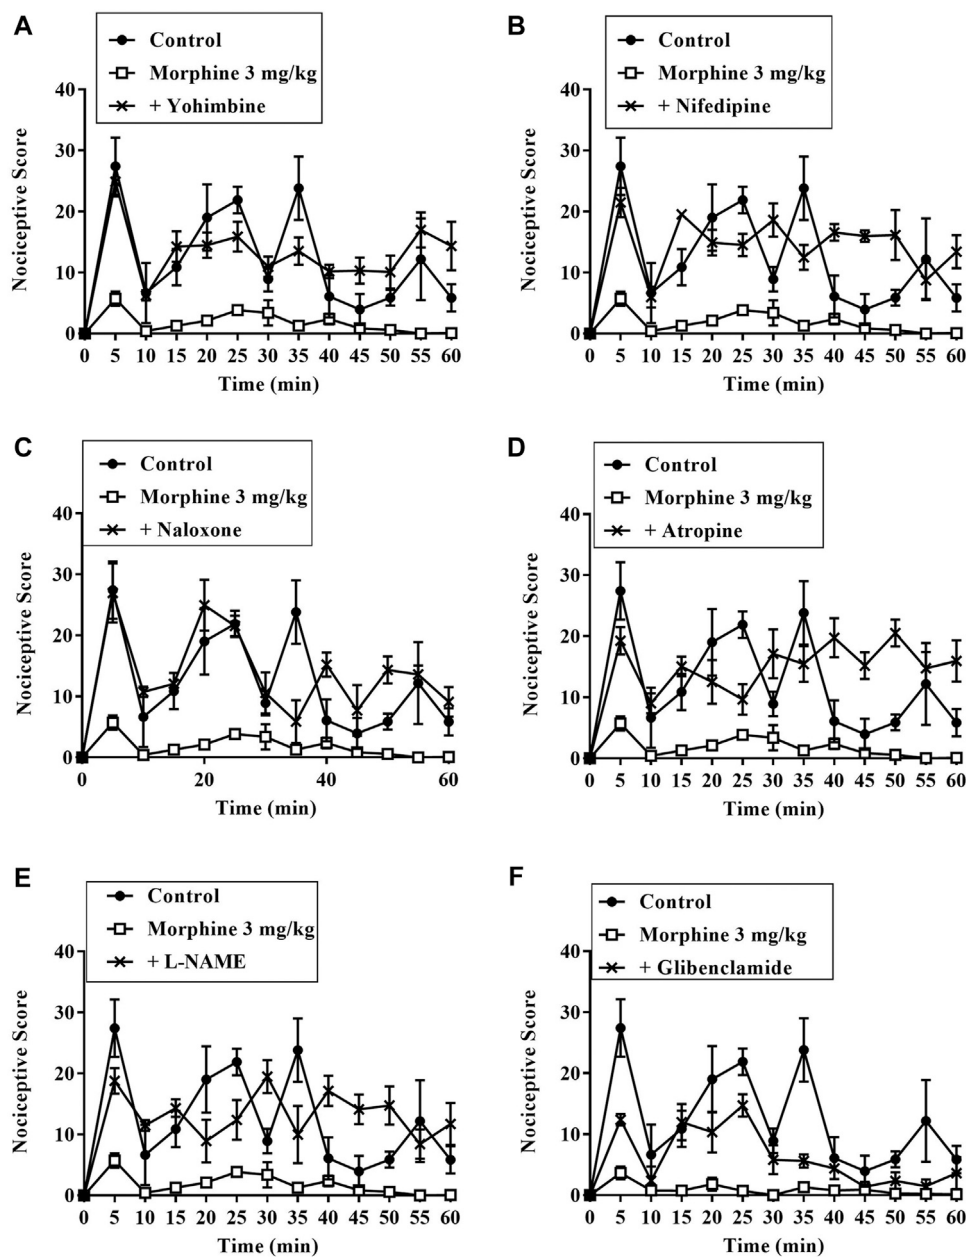 A
Control
Morphine 3 mg/kg
+ Yohimbine
Nociceptive Score
40
30
20
10
0
0 5 10 15 20 25 30 35 40 45 50 55 60
Time (min)
B
Control
Morphine 3 mg/kg
+ Nifedipine
Nociceptive Score
40
30
20
10
0
0 5 10 15 20 25 30 35 40 45 50 55 60
Time (min)
C
Control
Morphine 3 mg/kg
+ Naloxone
Nociceptive Score
40
30
20
10
0
0 20 40 60
Time (min)
D
Control
Morphine 3 mg/kg
+ Atropine
Nociceptive Score
40
30
20
10
0
0 5 10 15 20 25 30 35 40 45 50 55 60
Time (min)
E
Control
Morphine 3 mg/kg
+ L-NAME
Nociceptive Score
40
30
20
10
0
0 5 10 15 20 25 30 35 40 45 50 55 60
Time (min)
F
Control
Morphine 3 mg/kg
+ Glibenclamide
Nociceptive Score
40
30
20
10
0
0 5 10 15 20 25 30 35 40 45 50 55 60
Time (min)